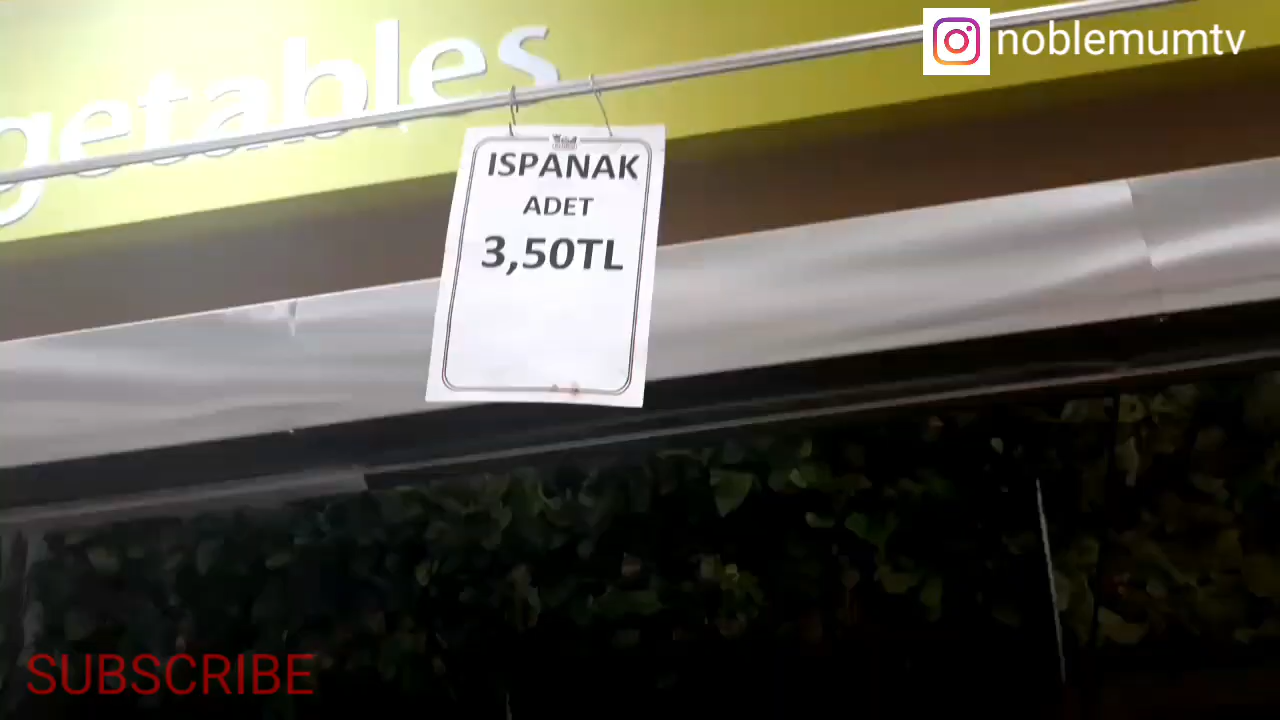 noblemumtv
getables
ISPANAK
ADET
3,50TL
SUBSCRIBE